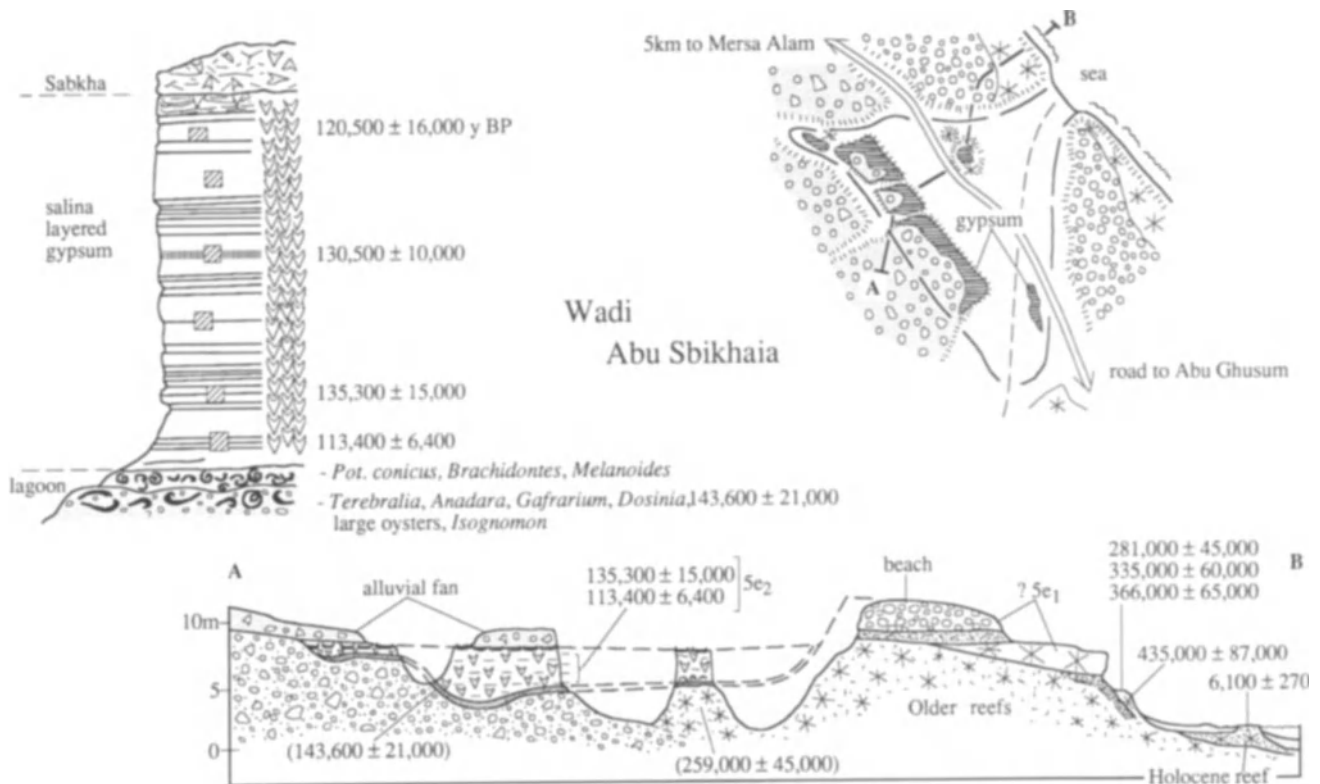 Sabkha
120,500 ± 16,000 y BP
salina
layered
gypsum
130,500 ± 10,000
135,300 ± 15,000
113,400 ± 6,400
lagoon
- Pot. conicus, Brachidontes, Melanoides
- Terebralia, Anadara, Gafrarium, Dosinia,143,600 ± 21,000
large oysters, Isognomon
Wadi
Abu Sbikhaia
5km to Mersa Alam
B
sea
gypsum
A
road to Abu Ghusum
A
alluvial fan
135,300 ± 15,000
113,400 ± 6,400
5e2
beach
? 5e1
281,000 ± 45,000
335,000 ± 60,000
366,000 ± 65,000
B
435,000 ± 87,000
6,100 ± 270
10m
5
0
Older reefs
(143,600 ± 21,000)
(259,000 ± 45,000)
Holocene reef